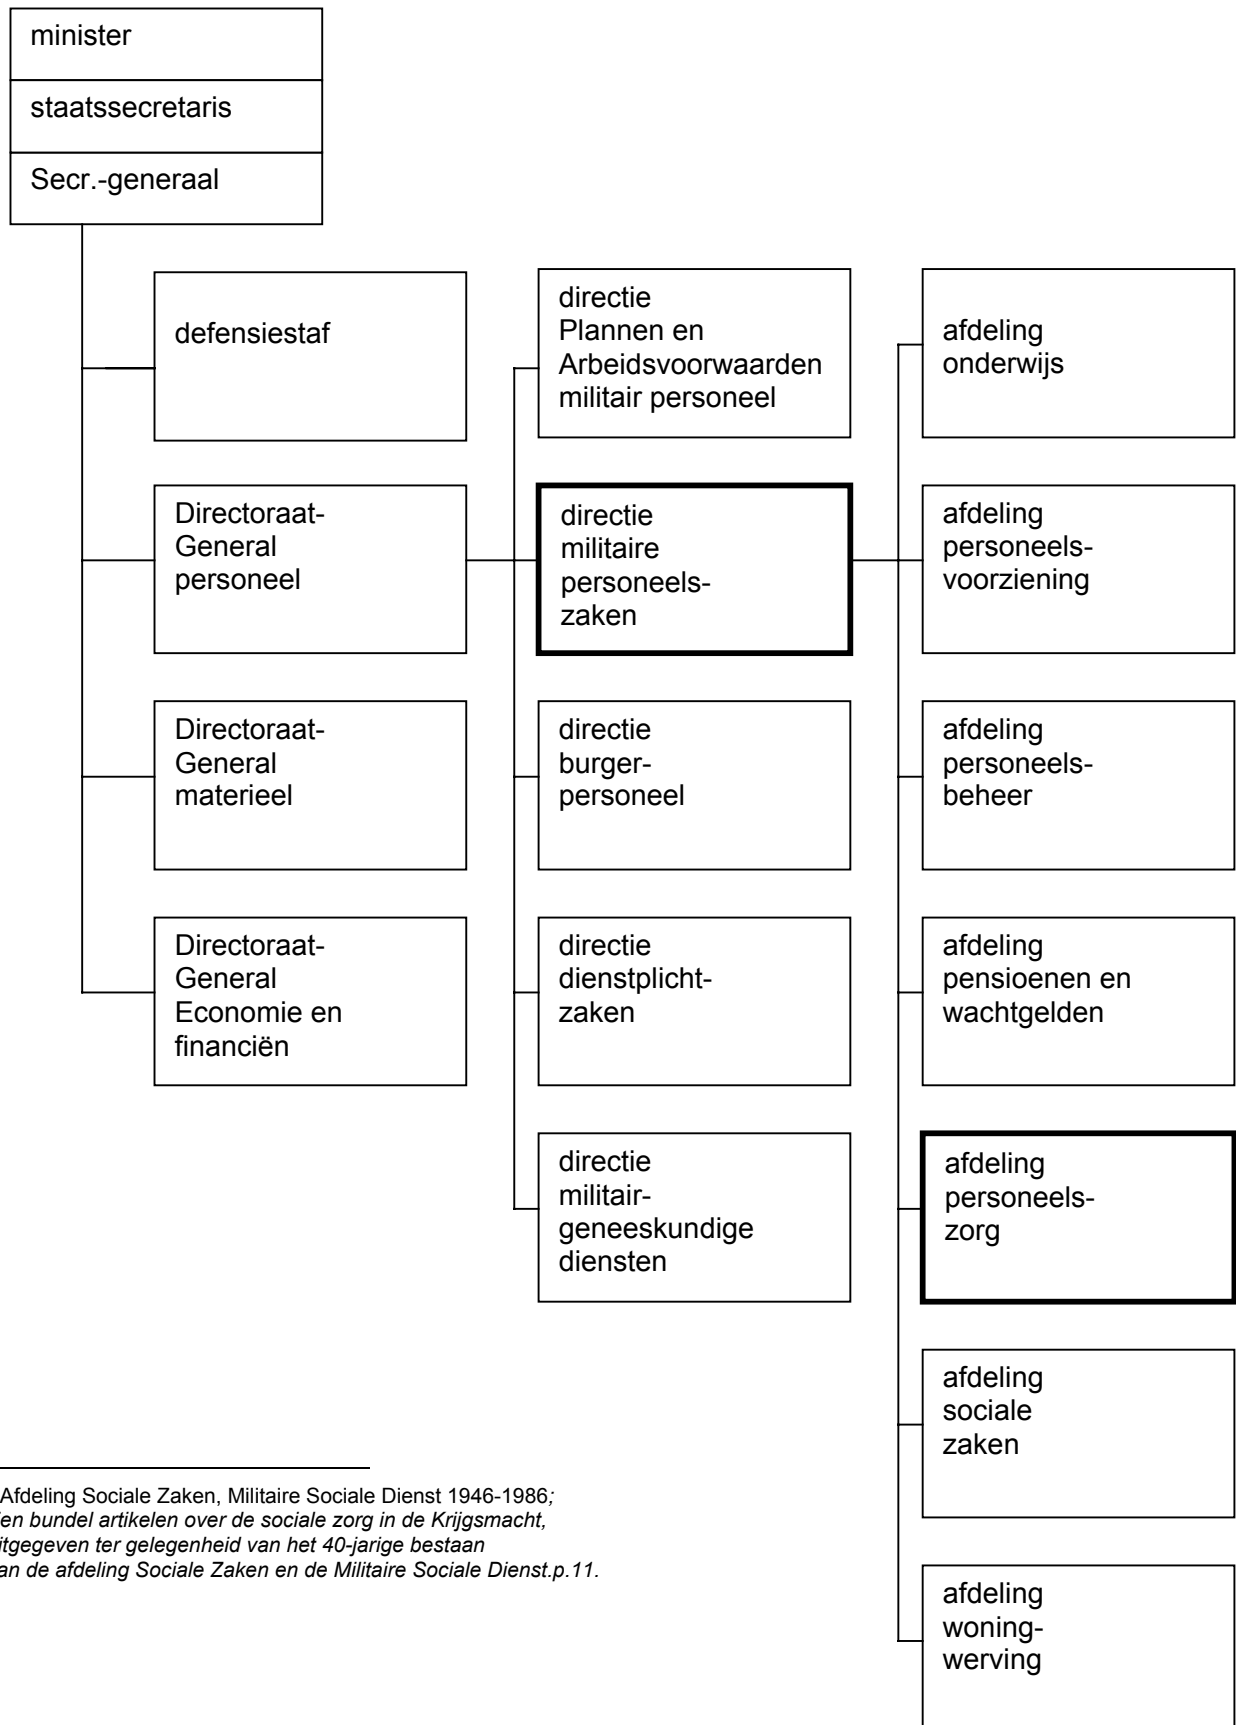 minister
staatssecretaris
Secr.-generaal
defensiestaf
Directoraat-
General
personeel
Directoraat-
General
materieel
Directoraat-
General
Economie en
financiën
directie
Plannen en
Arbeidsvoorwaarden
militair personeel
directie
militaire
personeels-
zaken
directie
burger-
personeel
directie
dienstplicht-
zaken
directie
militair-
geneeskundige
diensten
afdeling
onderwijs
afdeling
personeels-
voorziening
afdeling
personeels-
beheer
afdeling
pensioenen en
wachtgelden
afdeling
personeels-
zorg
afdeling
sociale
zaken
afdeling
woning-
werving
Afdeling Sociale Zaken, Militaire Sociale Dienst 1946-1986;
en bundel artikelen over de sociale zorg in de Krijgsmacht,
itgegeven ter gelegenheid van het 40-jarige bestaan
an de afdeling Sociale Zaken en de Militaire Sociale Dienst.p.11.